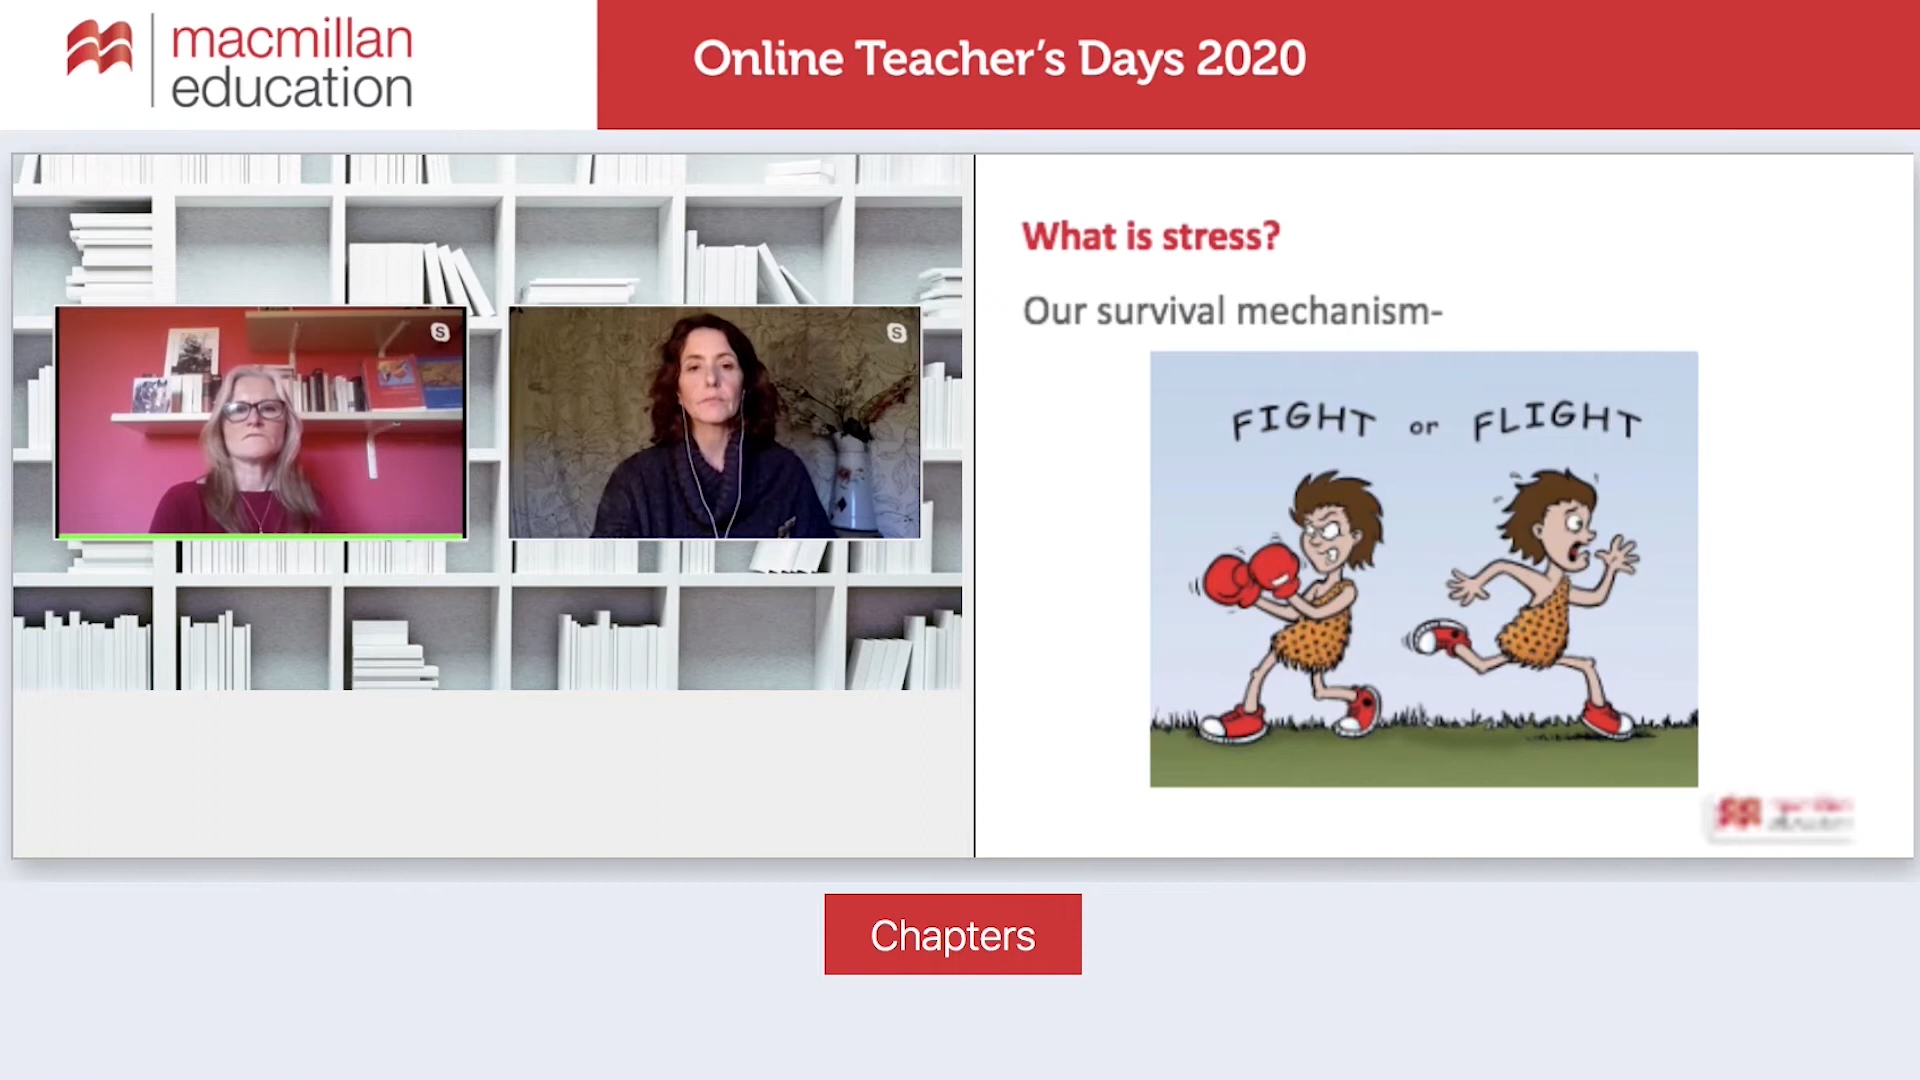 macmillan
education
Online Teacher’s Days 2020
What is stress?
Our survival mechanism-
FIGHT or FLIGHT
Chapters